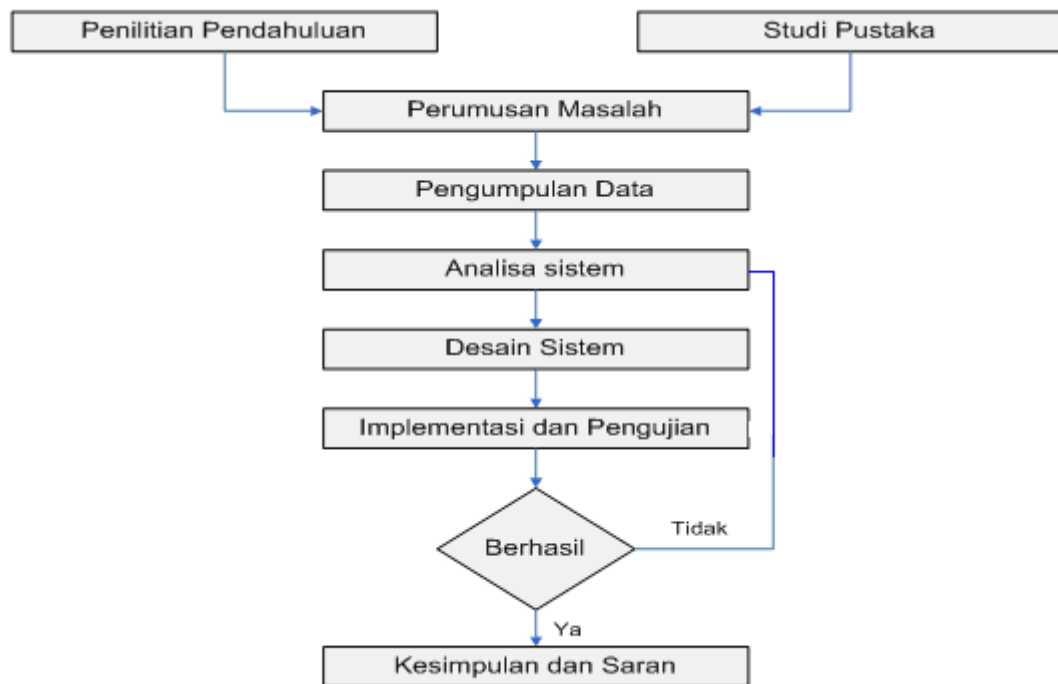 Penilitian Pendahuluan
Studi Pustaka
Perumusan Masalah
Pengumpulan Data
Analisa sistem
Desain Sistem
Implementasi dan Pengujian
Berhasil
Tidak
Ya
Kesimpulan dan Saran